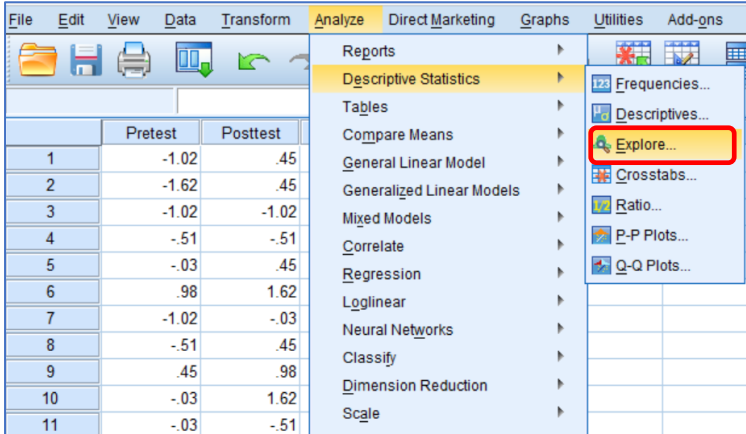 File Edit View Data Transform Analyze Direct Marketing Graphs Utilities Add-ons
Reports
Descriptive Statistics
Tables
Compare Means
General Linear Model
Generalized Linear Models
Mixed Models
Correlate
Regression
Loglinear
Neural Networks
Classify
Dimension Reduction
Scale
123 Frequencies...
Descriptives...
Explore...
Crosstabs...
1/2 Ratio...
P-P Plots...
Q-Q Plots...
Pretest Posttest
1 -1.02 .45
2 -1.62 .45
3 -1.02 -1.02
4 -.51 -.51
5 -.03 .45
6 .98 1.62
7 -1.02 -.03
8 -.51 .45
9 .45 .98
10 -.03 1.62
11 -.03 -.51